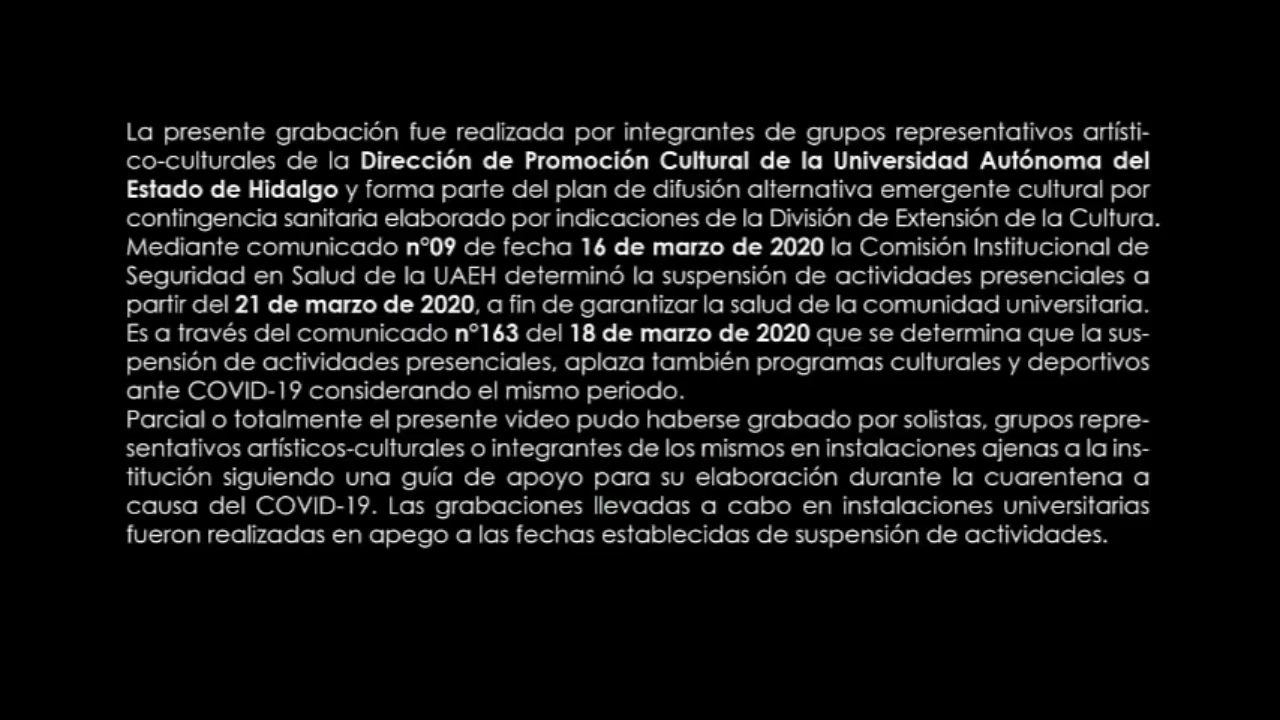 La presente grabación fue realizada por integrantes de grupos representativos artísti-
co-culturales de la Dirección de Promoción Cultural de la Universidad Autónoma del
Estado de Hidalgo y forma parte del plan de difusión alternativa emergente cultural por
contingencia sanitaria elaborado por indicaciones de la División de Extensión de la Cultura.
Mediante comunicado n°09 de fecha 16 de marzo de 2020 la Comisión Institucional de
Seguridad en Salud de la UAEH determinó la suspensión de actividades presenciales a
partir del 21 de marzo de 2020, a fin de garantizar la salud de la comunidad universitaria.
Es a través del comunicado n°163 del 18 de marzo de 2020 que se determina que la sus-
pensión de actividades presenciales, aplaza también programas culturales y deportivos
ante COVID-19 considerando el mismo periodo.
Parcial o totalmente el presente video pudo haberse grabado por solistas, grupos repre-
sentativos artísticos-culturales o integrantes de los mismos en instalaciones ajenas a la ins-
titución siguiendo una guía de apoyo para su elaboración durante la cuarentena a
causa del COVID-19. Las grabaciones llevadas a cabo en instalaciones universitarias
fueron realizadas en apego a las fechas establecidas de suspensión de actividades.